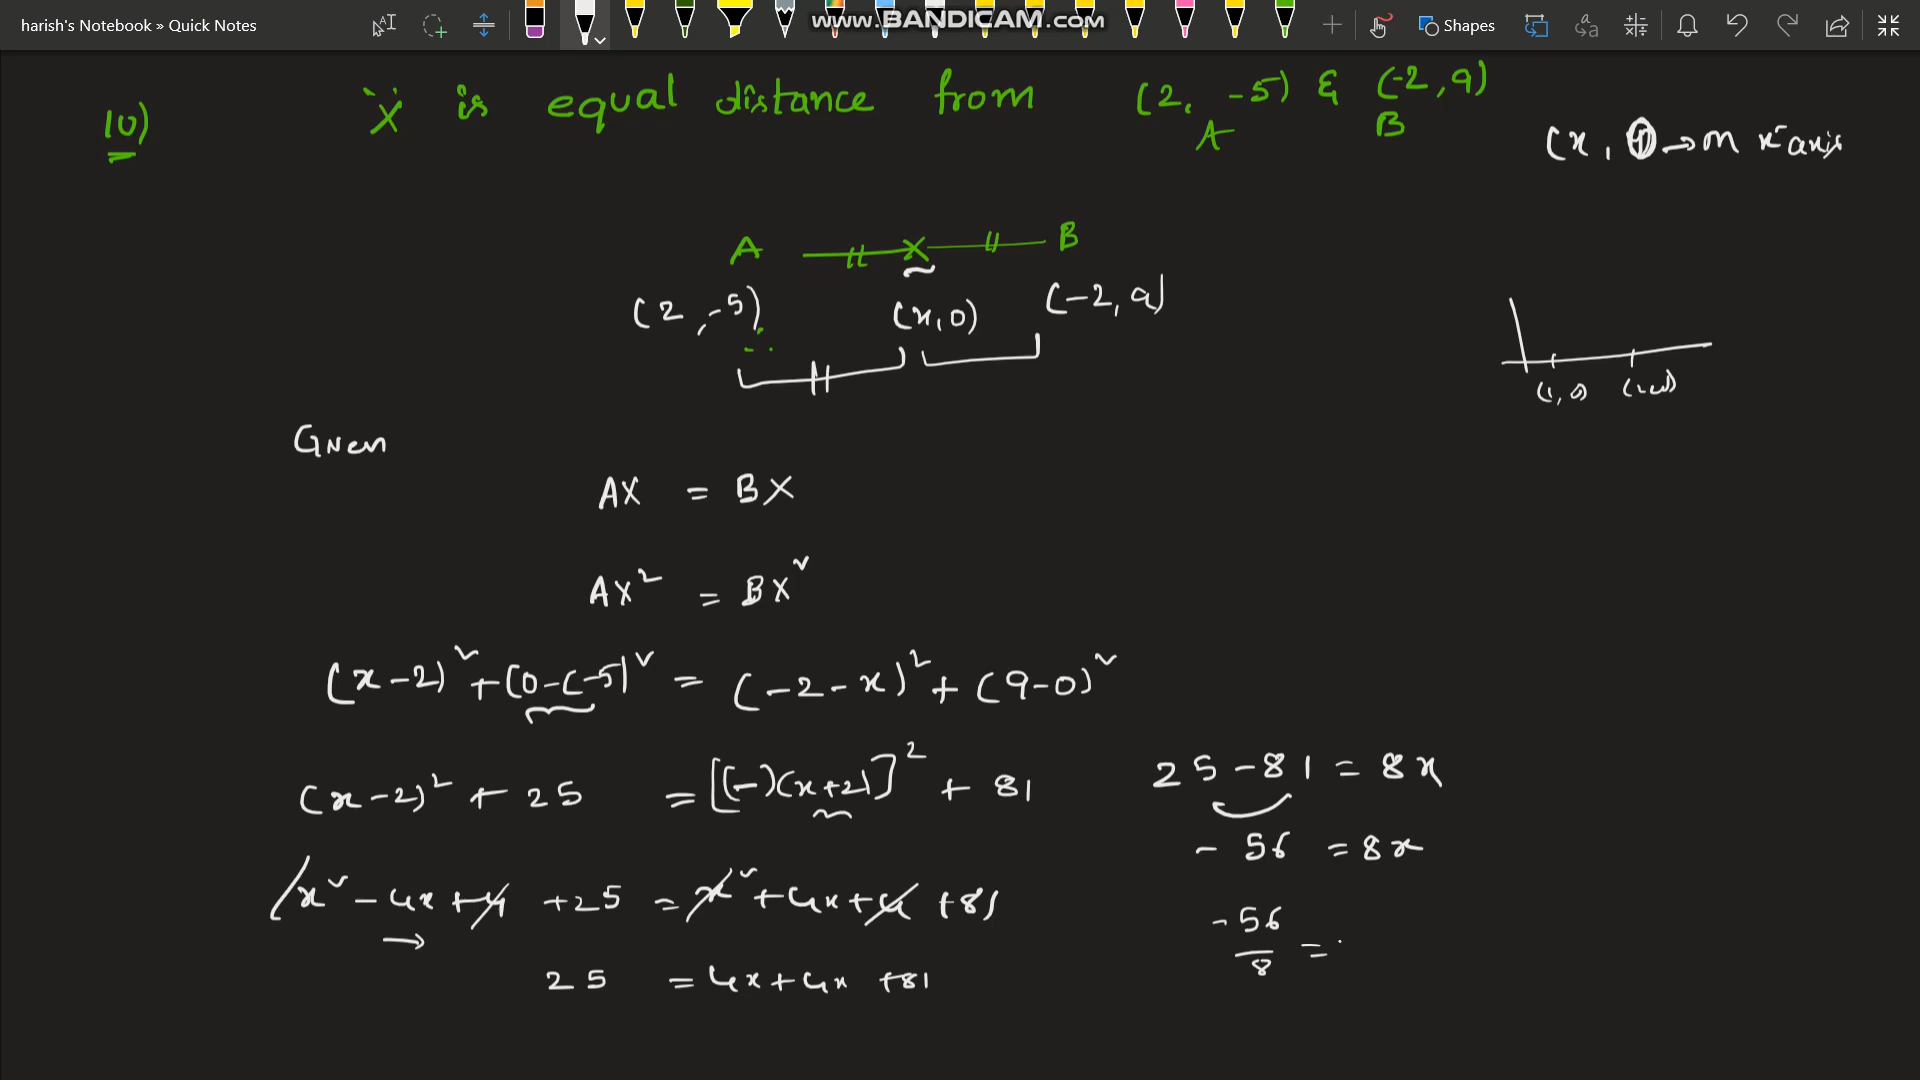 harish's Notebook » Quick Notes
www.BANDICAM.com
Shapes
10) X is equal distance from (2, -5) & (-2, 9)
A B
(x, 0) → on x-axis
A X B
(2, -5) (x, 0) (-2, 9)
(1, 0)
Given
AX = BX
AX² = BX²
(x-2)² + (0-(-5)² = (-2-x)² + (9-0)²
(x-2)² + 25 = [(-)(x+2)]² + 81
x² - 4x + 4 + 25 = x² + 4x + 4 + 81
25 = 4x + 4x + 81
25 - 81 = 8x
- 56 = 8x
-56
8 =